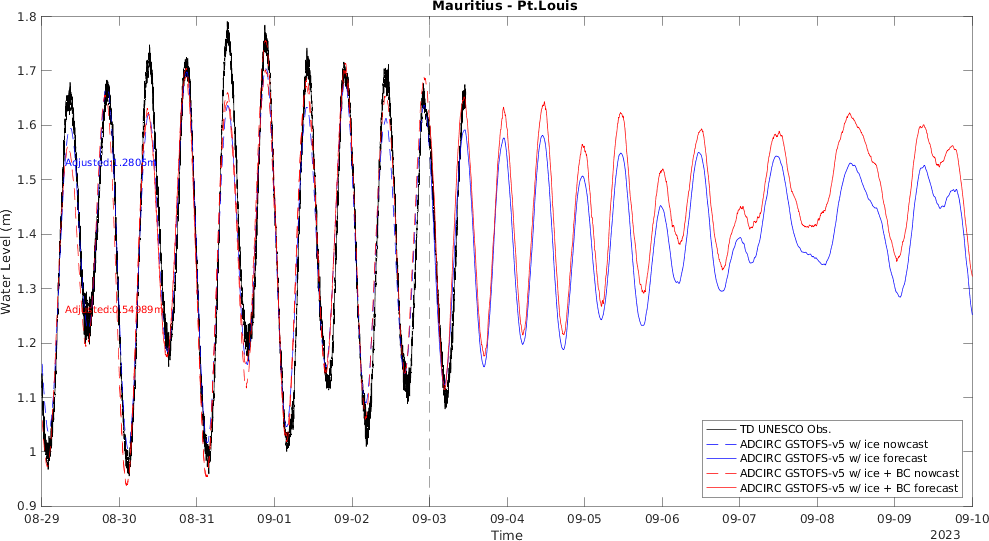 Mauritius - Pt.Louis
1.8
1.7
1.6
1.5
1.4
1.3
1.2
1.1
1
0.9
Water Level (m)
Adjusted:1.2805m
Adjusted:0.54989m
TD UNESCO Obs.
ADCIRC GSTOFS-v5 w/ ice nowcast
ADCIRC GSTOFS-v5 w/ ice forecast
ADCIRC GSTOFS-v5 w/ ice + BC nowcast
ADCIRC GSTOFS-v5 w/ ice + BC forecast
08-29 08-30 08-31 09-01 09-02 09-03 09-04 09-05 09-06 09-07 09-08 09-09 09-10
Time
2023